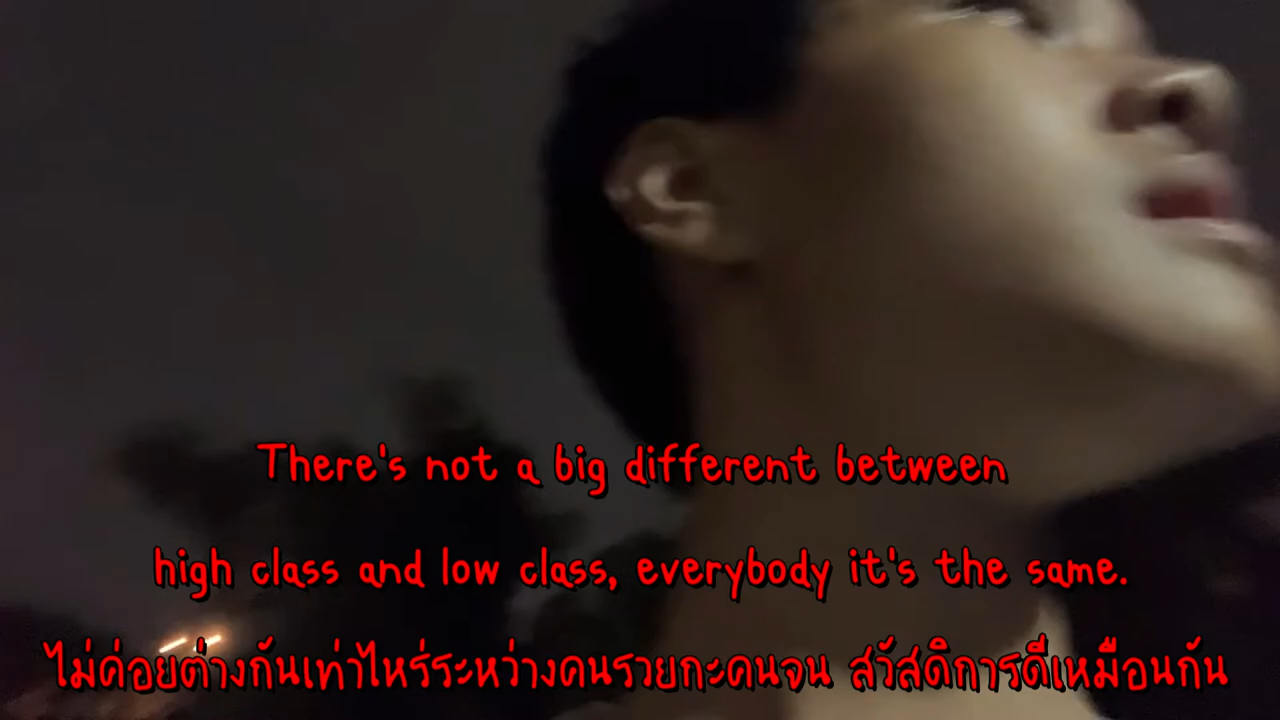 There's not a big different between
high class and low class, everybody it's the same.
ไม่ค่อยต่างกันเท่าไหร่ระหว่างคนรวยกะคนจน สวัสดิการดีเหมือนกัน